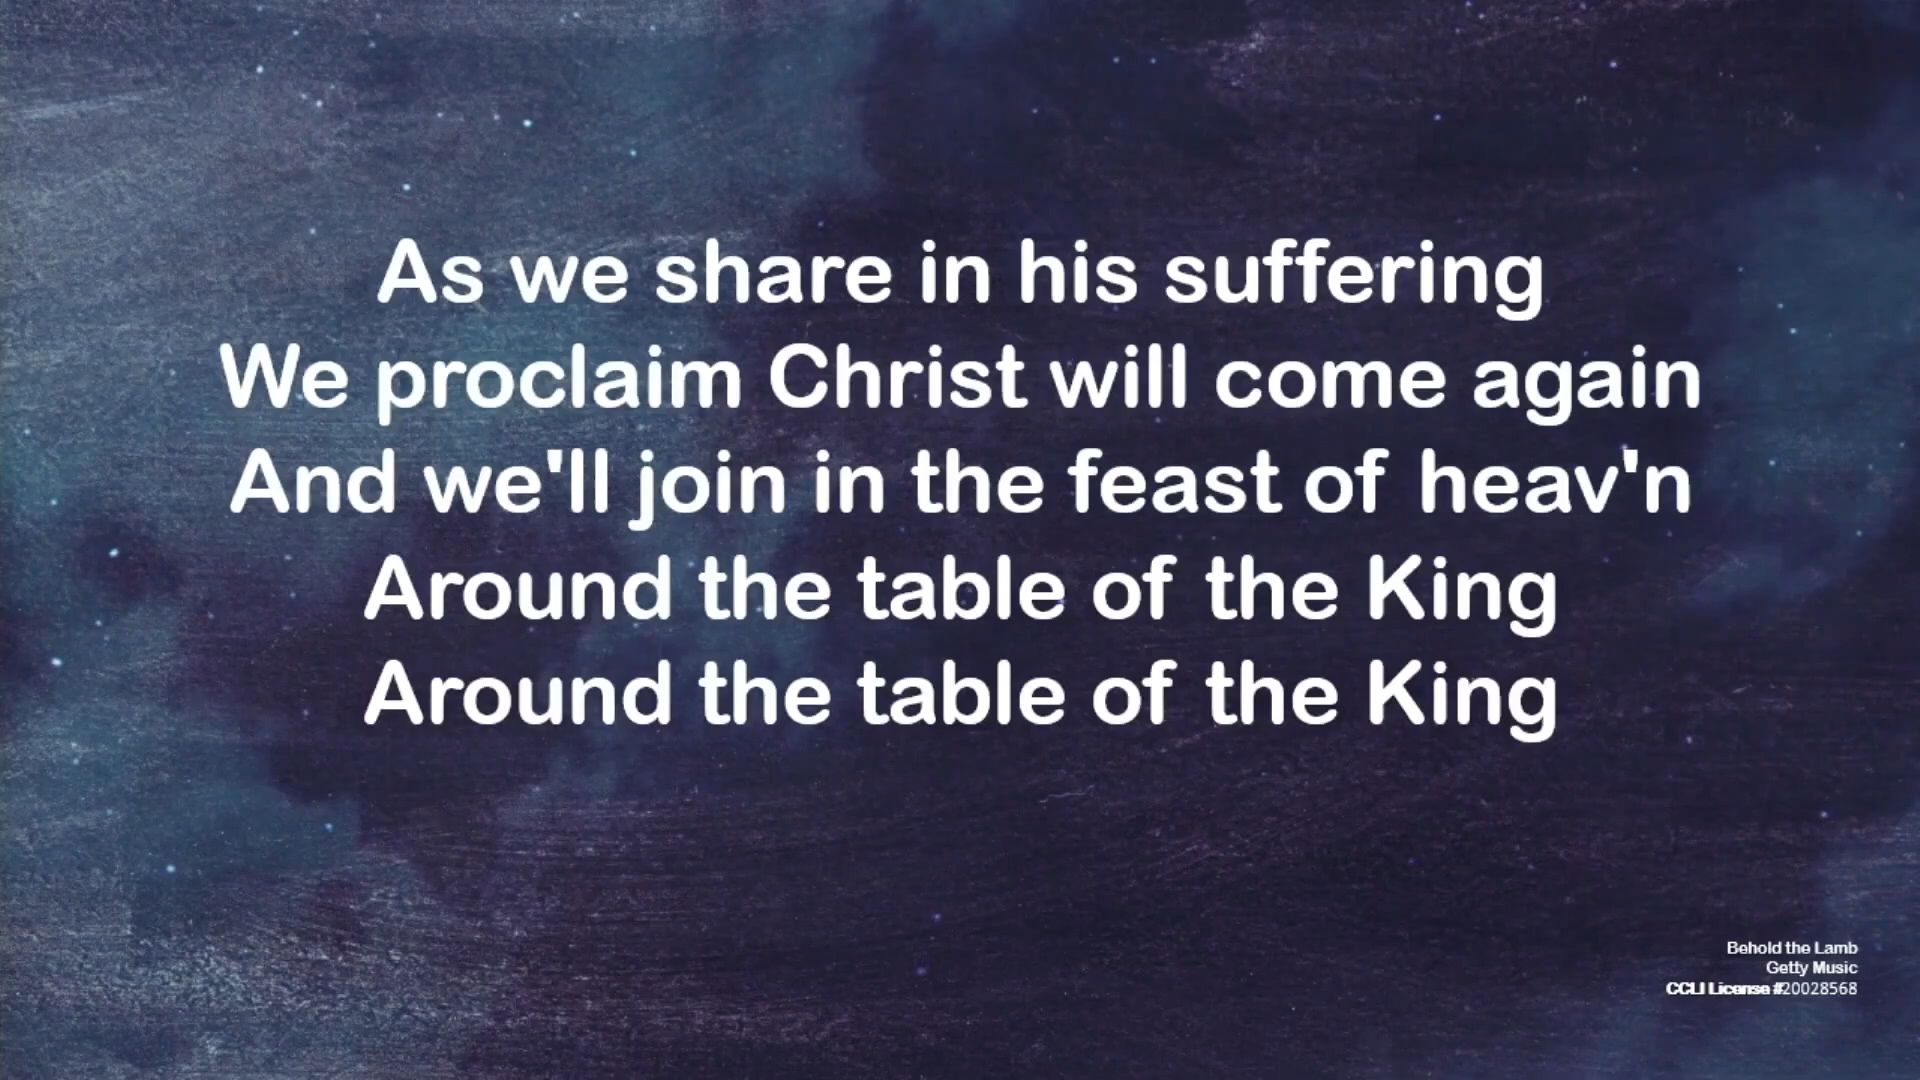 As we share in his suffering
We proclaim Christ will come again
And we'll join in the feast of heav'n
Around the table of the King
Around the table of the King
Behold the Lamb
Getty Music
CCLI License #20028568